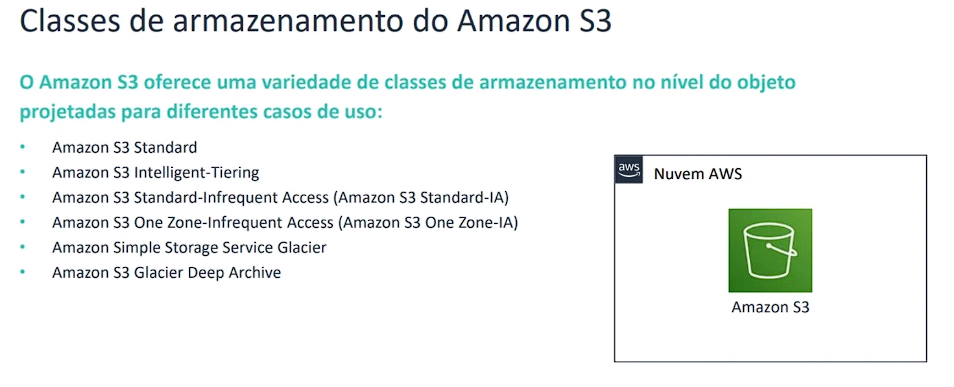 Classes de armazenamento do Amazon S3
O Amazon S3 oferece uma variedade de classes de armazenamento no nível do objeto
projetadas para diferentes casos de uso:
• Amazon S3 Standard
• Amazon S3 Intelligent-Tiering
• Amazon S3 Standard-Infrequent Access (Amazon S3 Standard-IA)
• Amazon S3 One Zone-Infrequent Access (Amazon S3 One Zone-IA)
• Amazon Simple Storage Service Glacier
• Amazon S3 Glacier Deep Archive
aws Nuvem AWS
Amazon S3